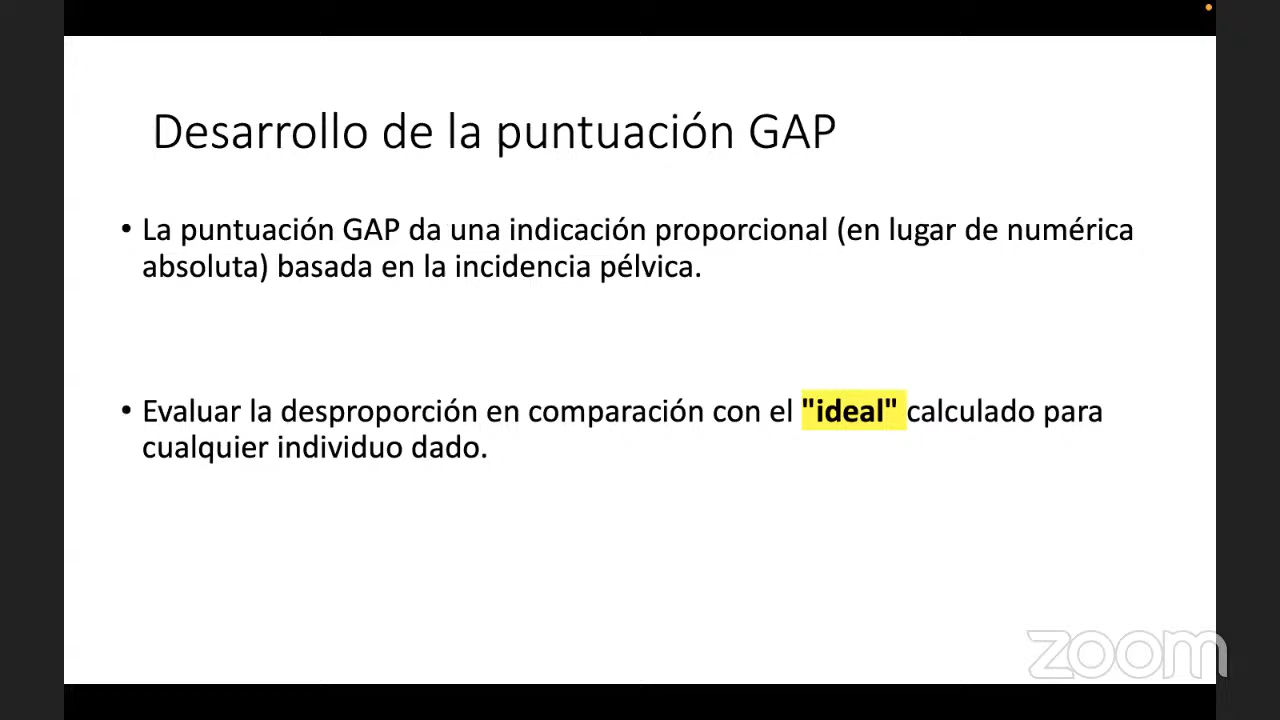 Desarrollo de la puntuación GAP
• La puntuación GAP da una indicación proporcional (en lugar de numérica
absoluta) basada en la incidencia pélvica.
• Evaluar la desproporción en comparación con el "ideal" calculado para
cualquier individuo dado.
zoom